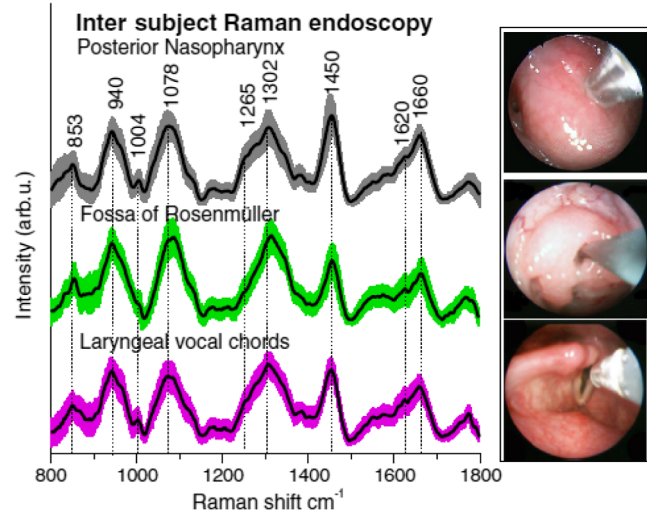 Inter subject Raman endoscopy
Posterior Nasopharynx
853
940
1004
1078
1265
1302
1450
1620
1660
Fossa of Rosenmüller
Laryngeal vocal chords
Intensity (arb.u.)
800 1000 1200 1400 1600 1800
Raman shift cm⁻¹